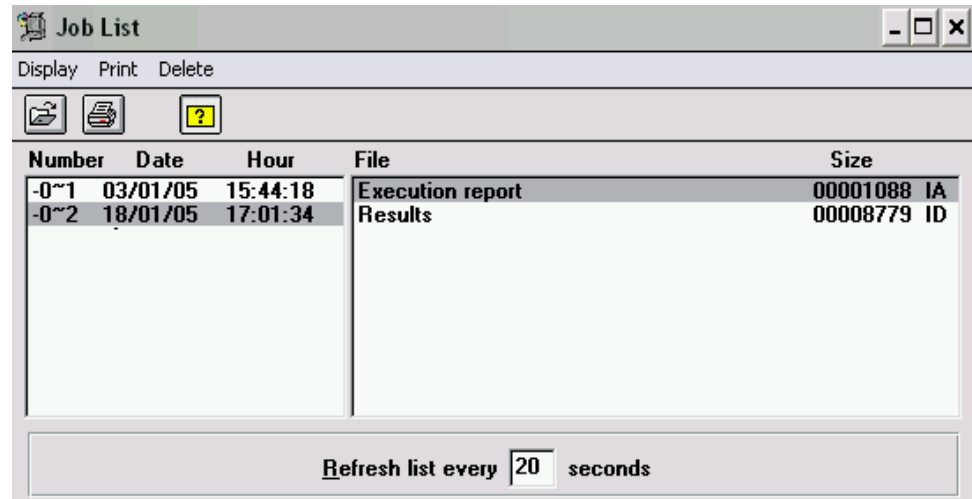 Job List
Display Print Delete
?
Number Date Hour File Size
-0~1 03/01/05 15:44:18 Execution report 00001088 IA
-0~2 18/01/05 17:01:34 Results 00008779 ID
Refresh list every 20 seconds